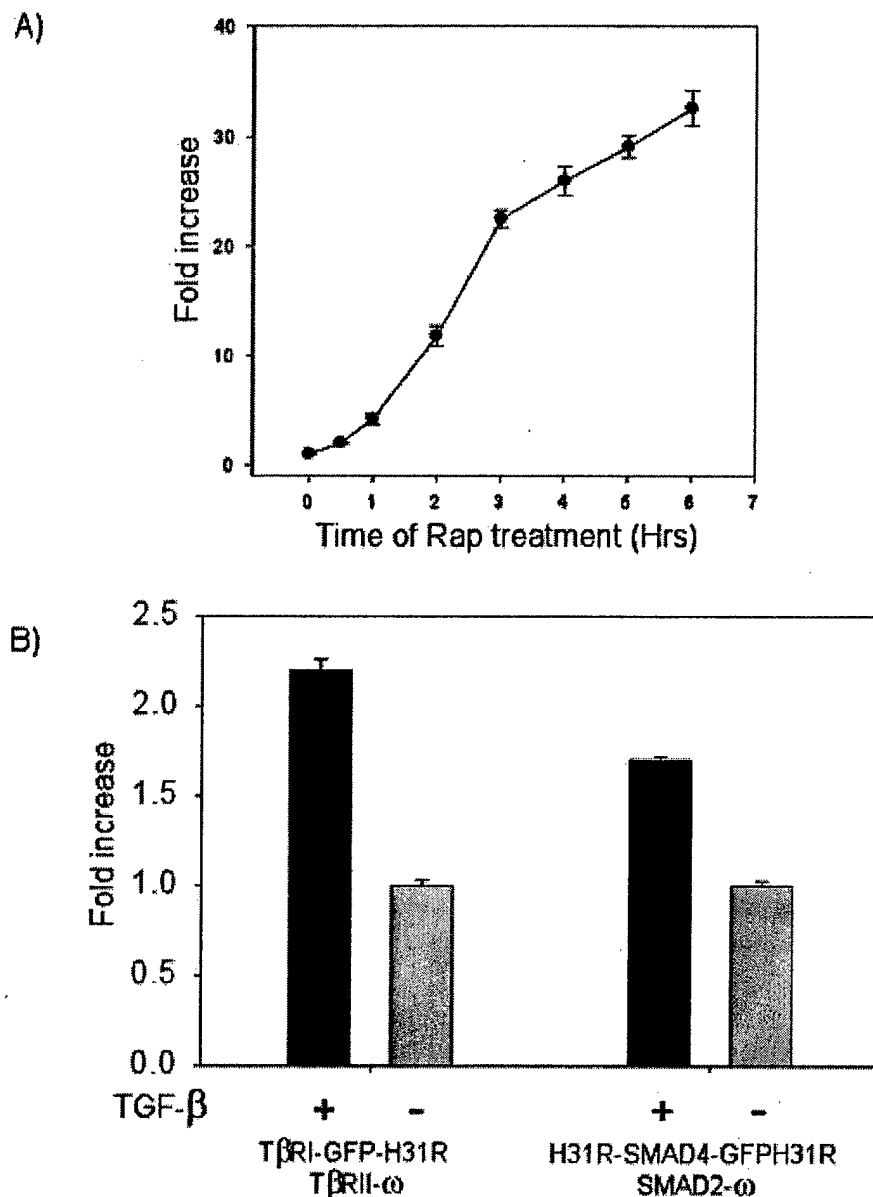 A)
40
30
20
10
0
Fold increase
0 1 2 3 4 5 6 7
Time of Rap treatment (Hrs)
B)
2.5
2.0
1.5
1.0
0.5
0.0
Fold increase
TGF-β + - + -
TβRI-GFP-H31R H31R-SMAD4-GFPH31R
TβRII-ω SMAD2-ω